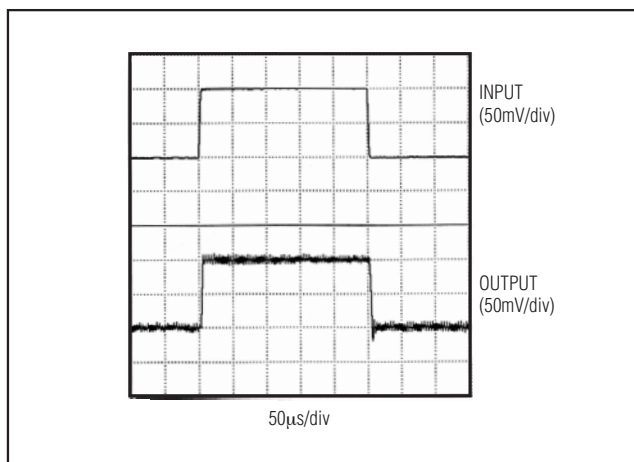 INPUT
(50mV/div)
OUTPUT
(50mV/div)
50μs/div